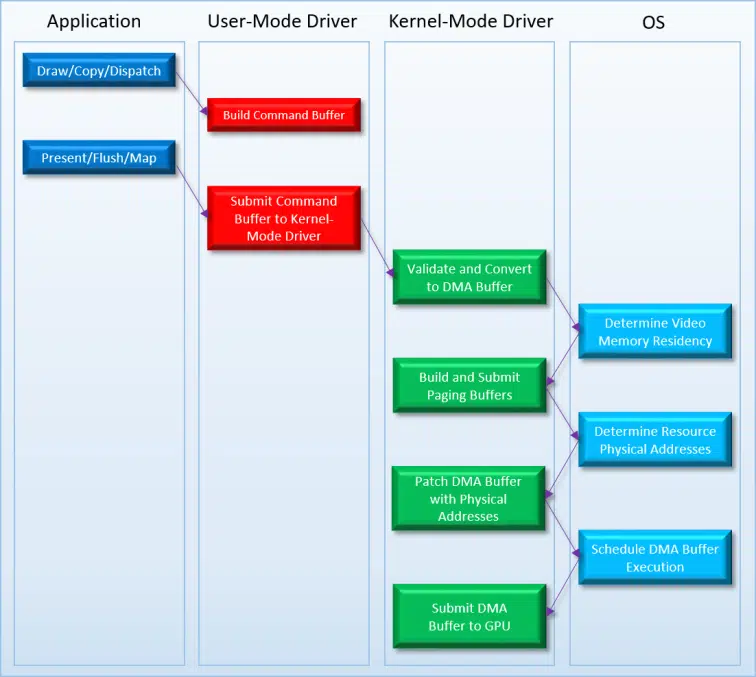 Application
User-Mode Driver
Kernel-Mode Driver
OS
Draw/Copy/Dispatch
Build Command Buffer
Present/Flush/Map
Submit Command
Buffer to Kernel-
Mode Driver
Validate and Convert
to DMA Buffer
Determine Video
Memory Residency
Build and Submit
Paging Buffers
Determine Resource
Physical Addresses
Patch DMA Buffer
with Physical
Addresses
Schedule DMA Buffer
Execution
Submit DMA
Buffer to GPU